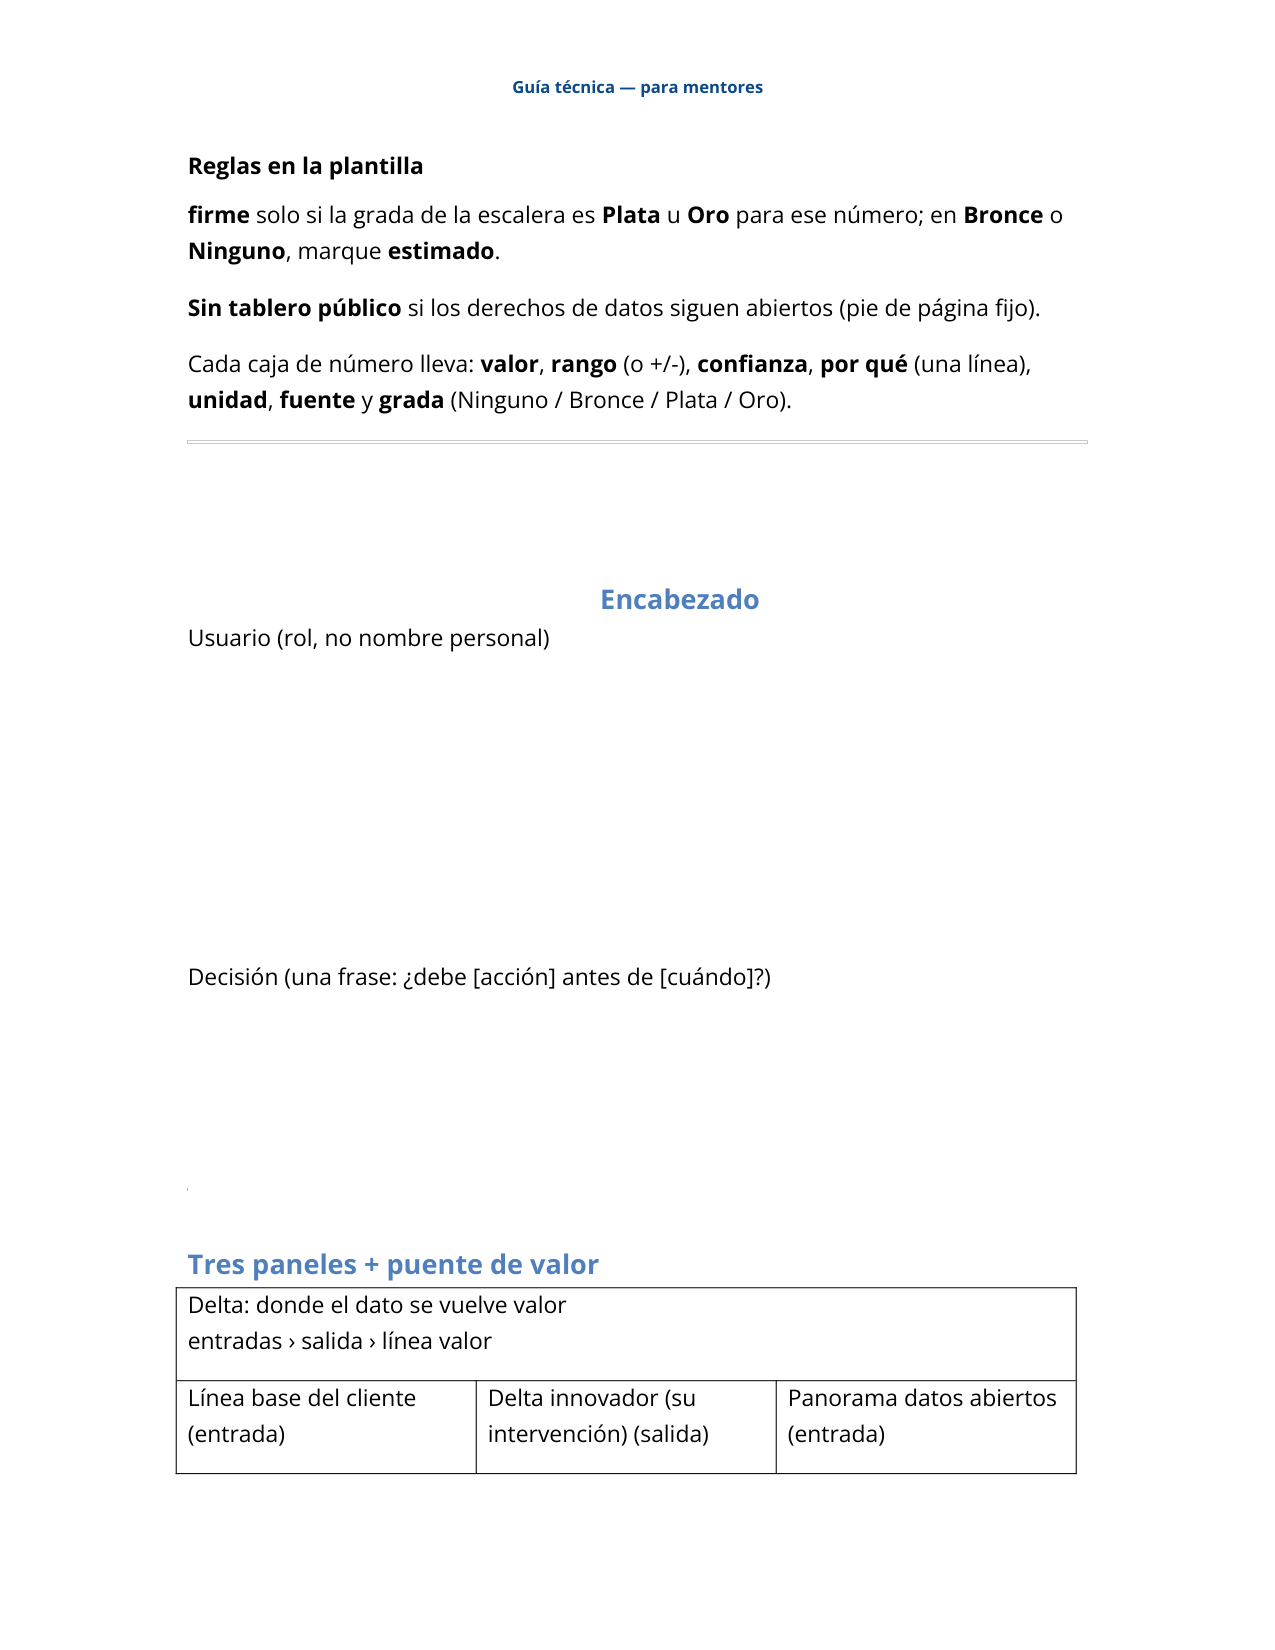 Guía técnica — para mentores
Reglas en la plantilla
firme solo si la grada de la escalera es Plata u Oro para ese número; en Bronce o
Ninguno, marque estimado.
Sin tablero público si los derechos de datos siguen abiertos (pie de página fijo).
Cada caja de número lleva: valor, rango (o +/-), confianza, por qué (una línea),
unidad, fuente y grada (Ninguno / Bronce / Plata / Oro).
Encabezado
Usuario (rol, no nombre personal)
Decisión (una frase: ¿debe [acción] antes de [cuándo]?)
Tres paneles + puente de valor
Delta: donde el dato se vuelve valor
entradas › salida › línea valor
Línea base del cliente
(entrada)
Delta innovador (su
intervención) (salida)
Panorama datos abiertos
(entrada)